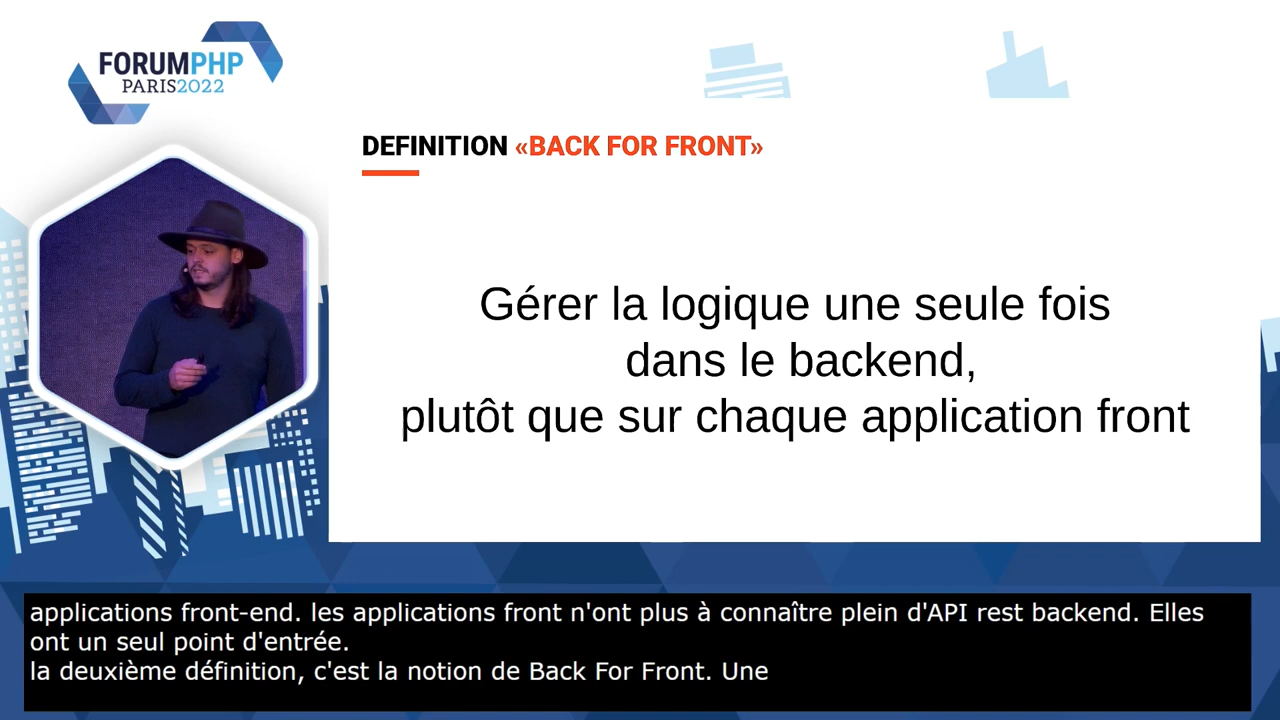 FORUMPHP
PARIS2022
DEFINITION «BACK FOR FRONT»
Gérer la logique une seule fois
dans le backend,
plutôt que sur chaque application front
applications front-end. les applications front n'ont plus à connaître plein d'API rest backend. Elles
ont un seul point d'entrée.
la deuxième définition, c'est la notion de Back For Front. Une